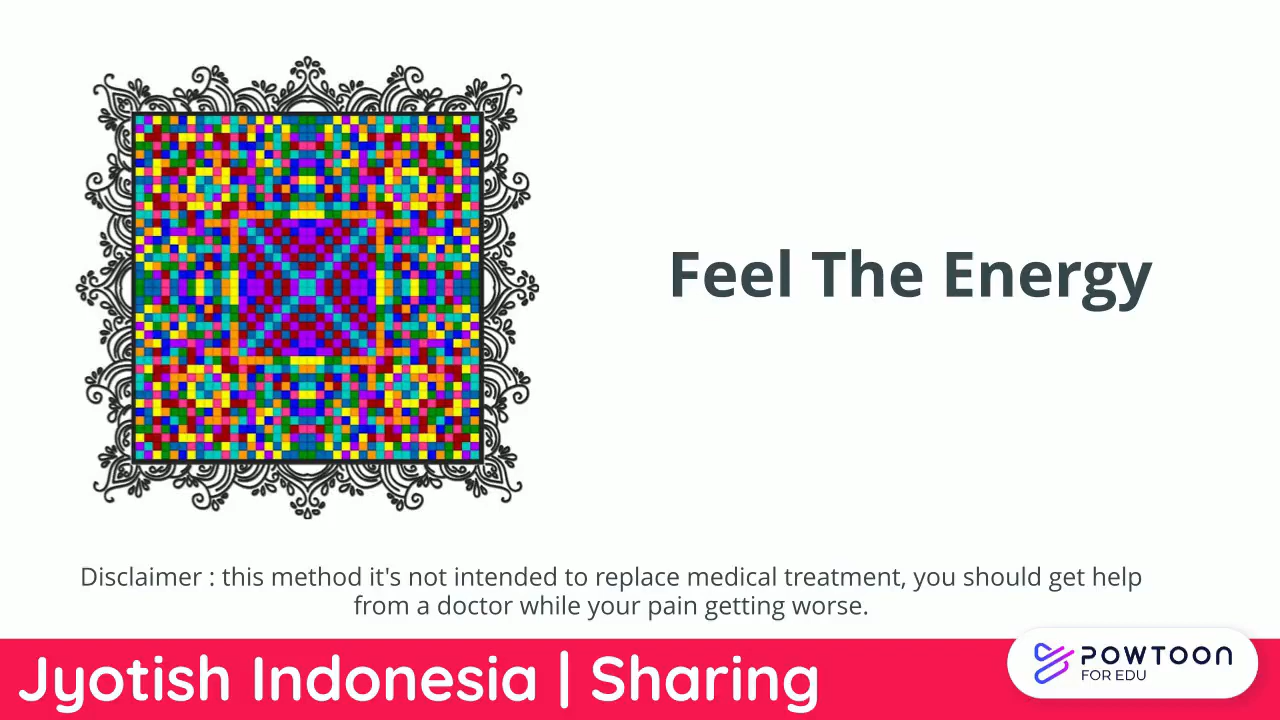 Feel The Energy
Disclaimer : this method it's not intended to replace medical treatment, you should get help
from a doctor while your pain getting worse.
Jyotish Indonesia | Sharing
POWTOON
FOR EDU